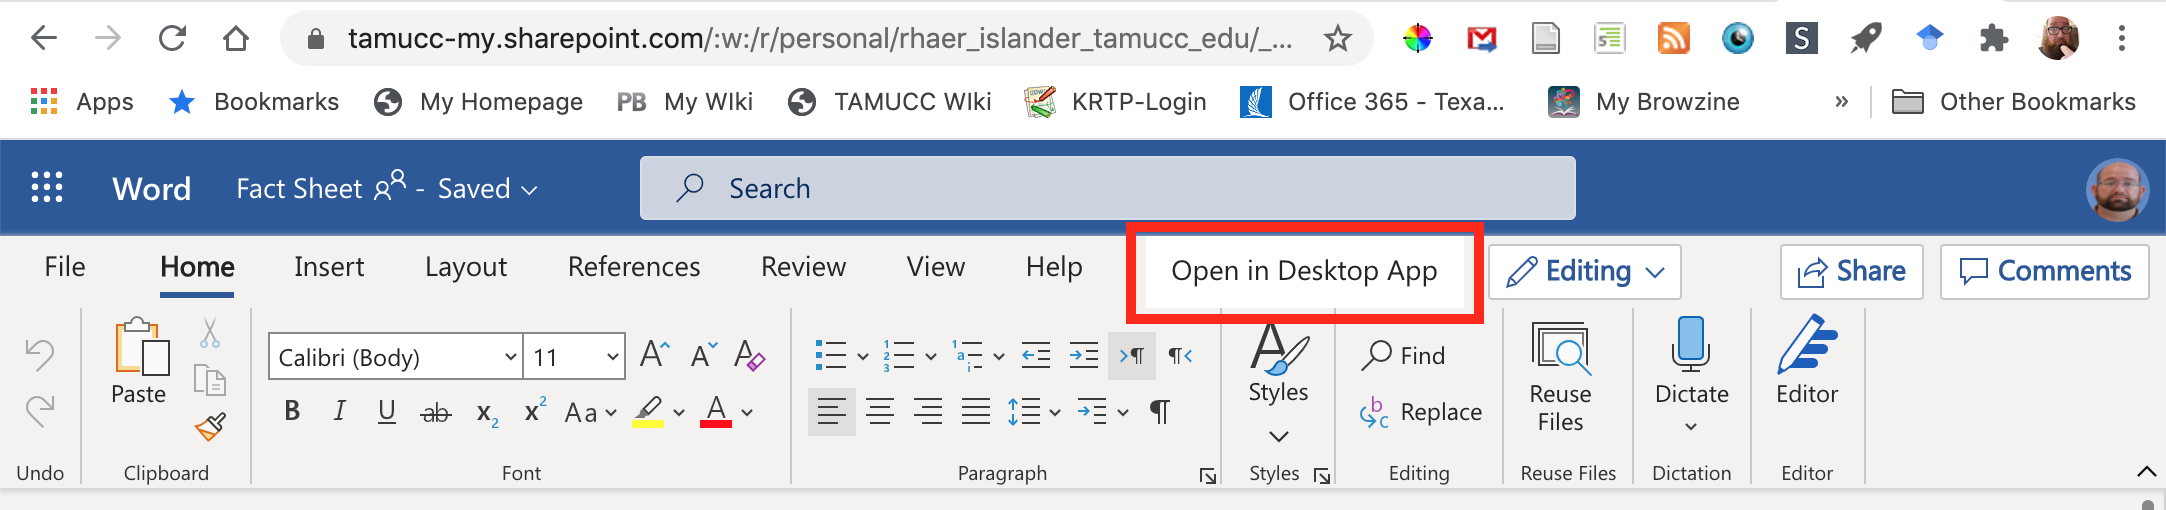 tamucc-my.sharepoint.com/:w:/r/personal/rhaer_islander_tamucc_edu/_...
Apps Bookmarks My Homepage PB My WIki TAMUCC WIki KRTP-Login Office 365 - Texa... My Browzine » Other Bookmarks
Word Fact Sheet - Saved Search
File Home Insert Layout References Review View Help Open in Desktop App Editing Share Comments
Calibri (Body) 11 Find
Paste Styles Reuse Files Dictate Editor
B I U ab x₂ x² Aa A Replace
Undo Clipboard Font Paragraph Styles Editing Reuse Files Dictation Editor